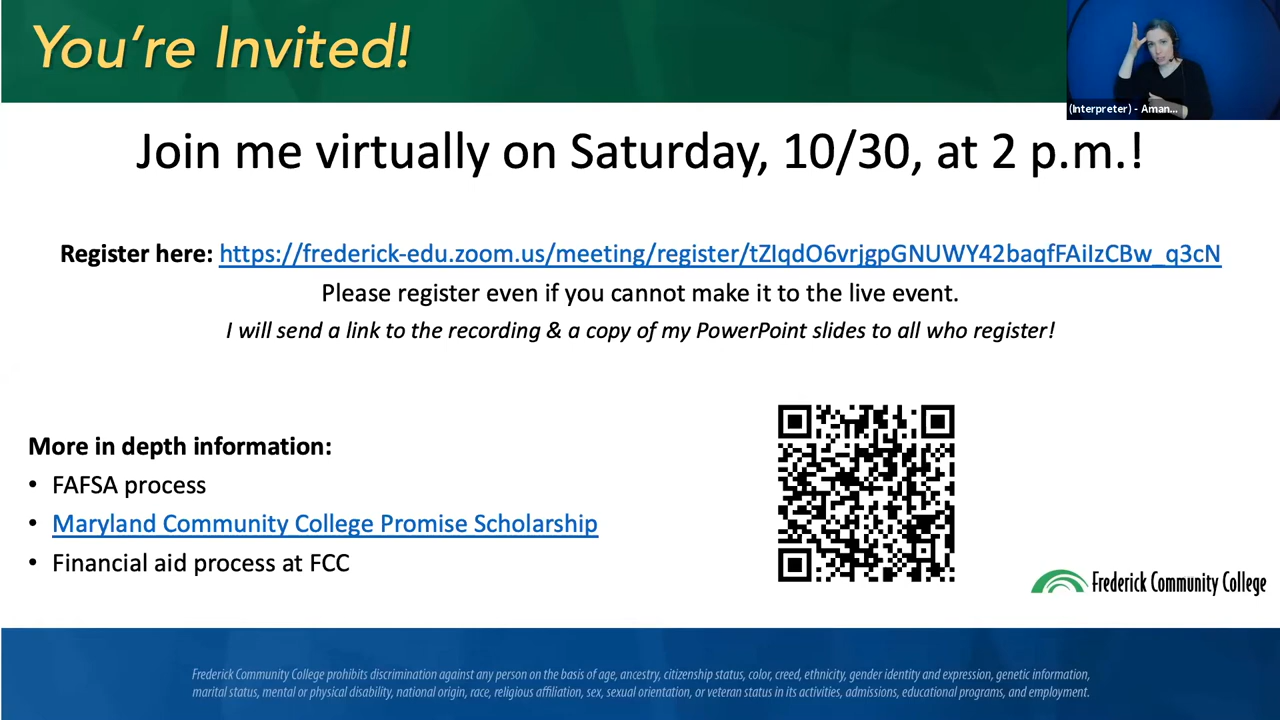 You're Invited!
(Interpreter) - Aman...
Join me virtually on Saturday, 10/30, at 2 p.m.!
Register here: https://frederick-edu.zoom.us/meeting/register/tZIqdO6vrjgpGNUWY42baqfFAiIzCBw_q3cN
Please register even if you cannot make it to the live event.
I will send a link to the recording & a copy of my PowerPoint slides to all who register!
More in depth information:
• FAFSA process
• Maryland Community College Promise Scholarship
• Financial aid process at FCC
Frederick Community College
Frederick Community College prohibits discrimination against any person on the basis of age, ancestry, citizenship status, color, creed, ethnicity, gender identity and expression, genetic information,
marital status, mental or physical disability, national origin, race, religious affiliation, sex, sexual orientation, or veteran status in its activities, admissions, educational programs, and employment.